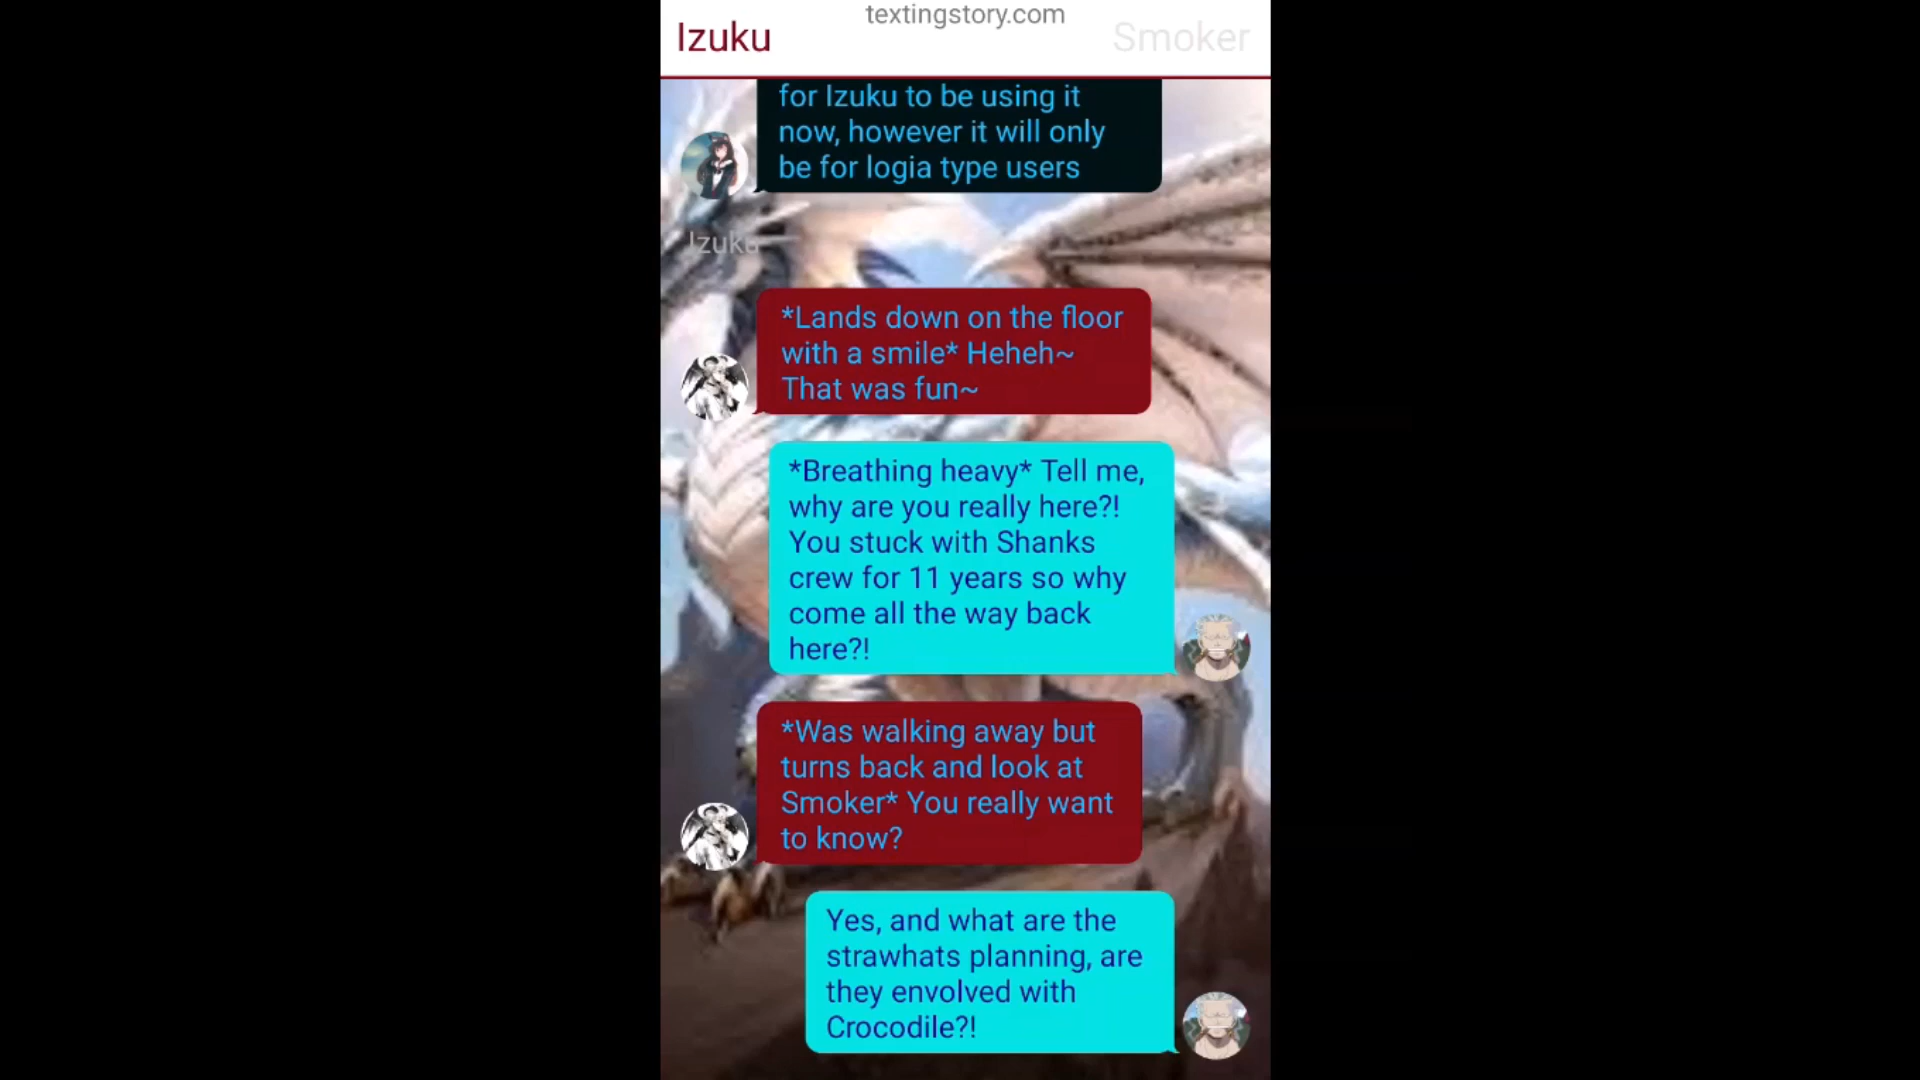 textingstory.com
Izuku
Smoker
for Izuku to be using it
now, however it will only
be for logia type users
Izuku
*Lands down on the floor
with a smile* Heheh~
That was fun~
*Breathing heavy* Tell me,
why are you really here?!
You stuck with Shanks
crew for 11 years so why
come all the way back
here?!
*Was walking away but
turns back and look at
Smoker* You really want
to know?
Yes, and what are the
strawhats planning, are
they envolved with
Crocodile?!